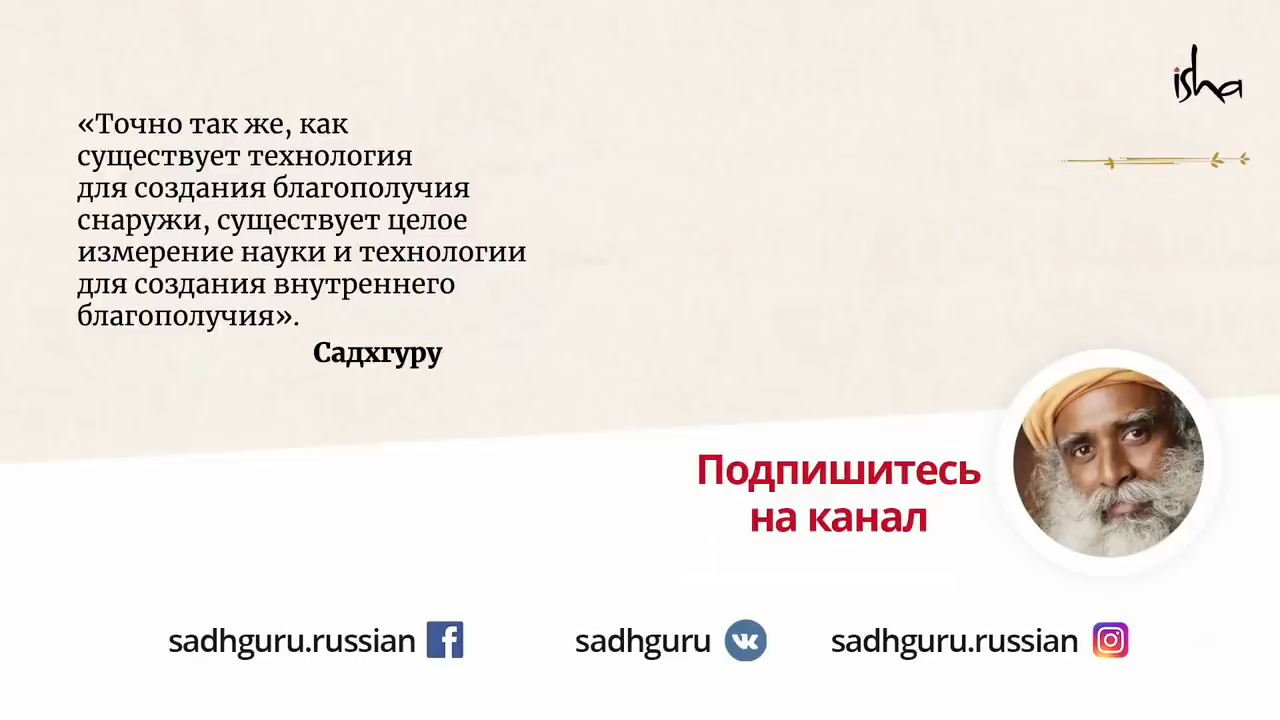 isha
«Точно так же, как
существует технология
для создания благополучия
снаружи, существует целое
измерение науки и технологии
для создания внутреннего
благополучия».
Садхгуру
Подпишитесь
на канал
sadhguru.russian
sadhguru
sadhguru.russian